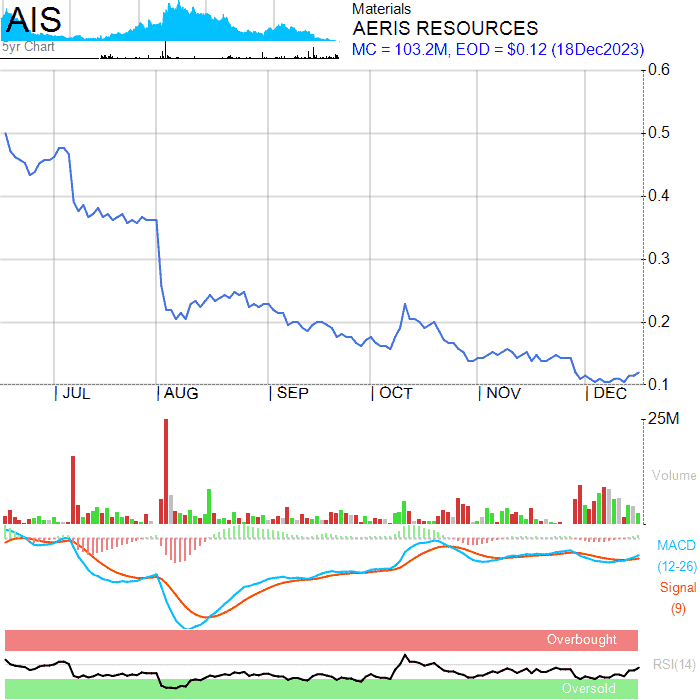 AIS
5yr Chart
Materials
AERIS RESOURCES
MC = 103.2M, EOD = $0.12 (18Dec2023)
0.6
0.5
0.4
0.3
0.2
0.1
| JUL | AUG | SEP | OCT | NOV | DEC
25M
Volume
MACD
(12-26)
Signal
(9)
Overbought
RSI(14)
Oversold